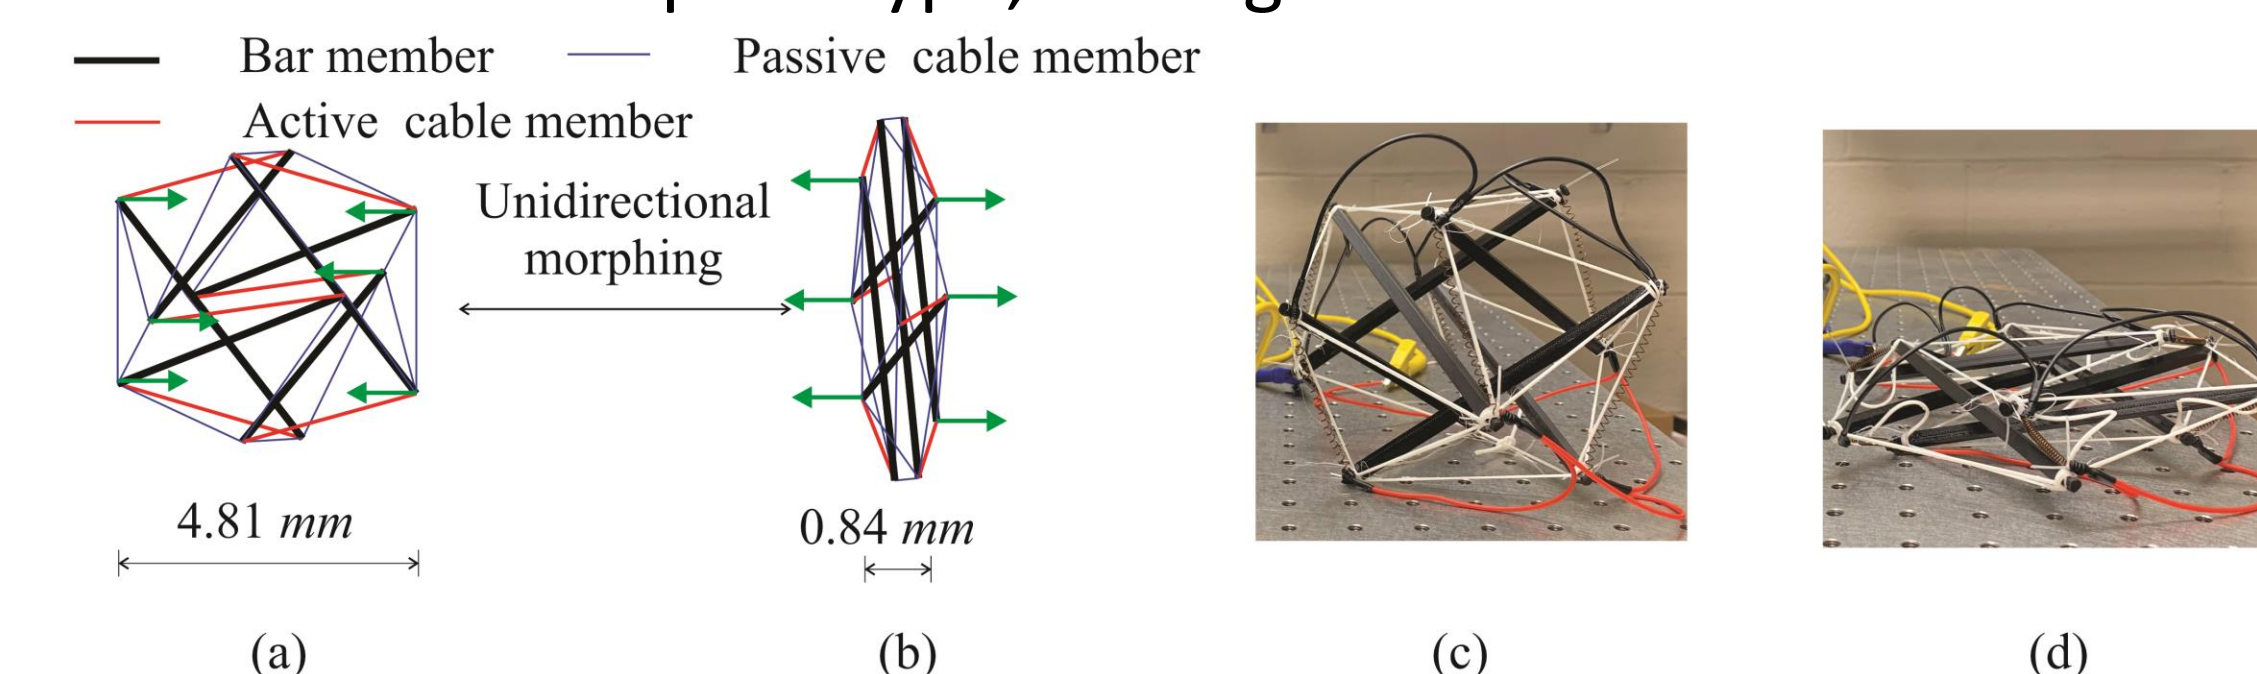 Bar member Passive cable member
Active cable member
Unidirectional
morphing
4.81 mm
0.84 mm
(a) (b) (c) (d)